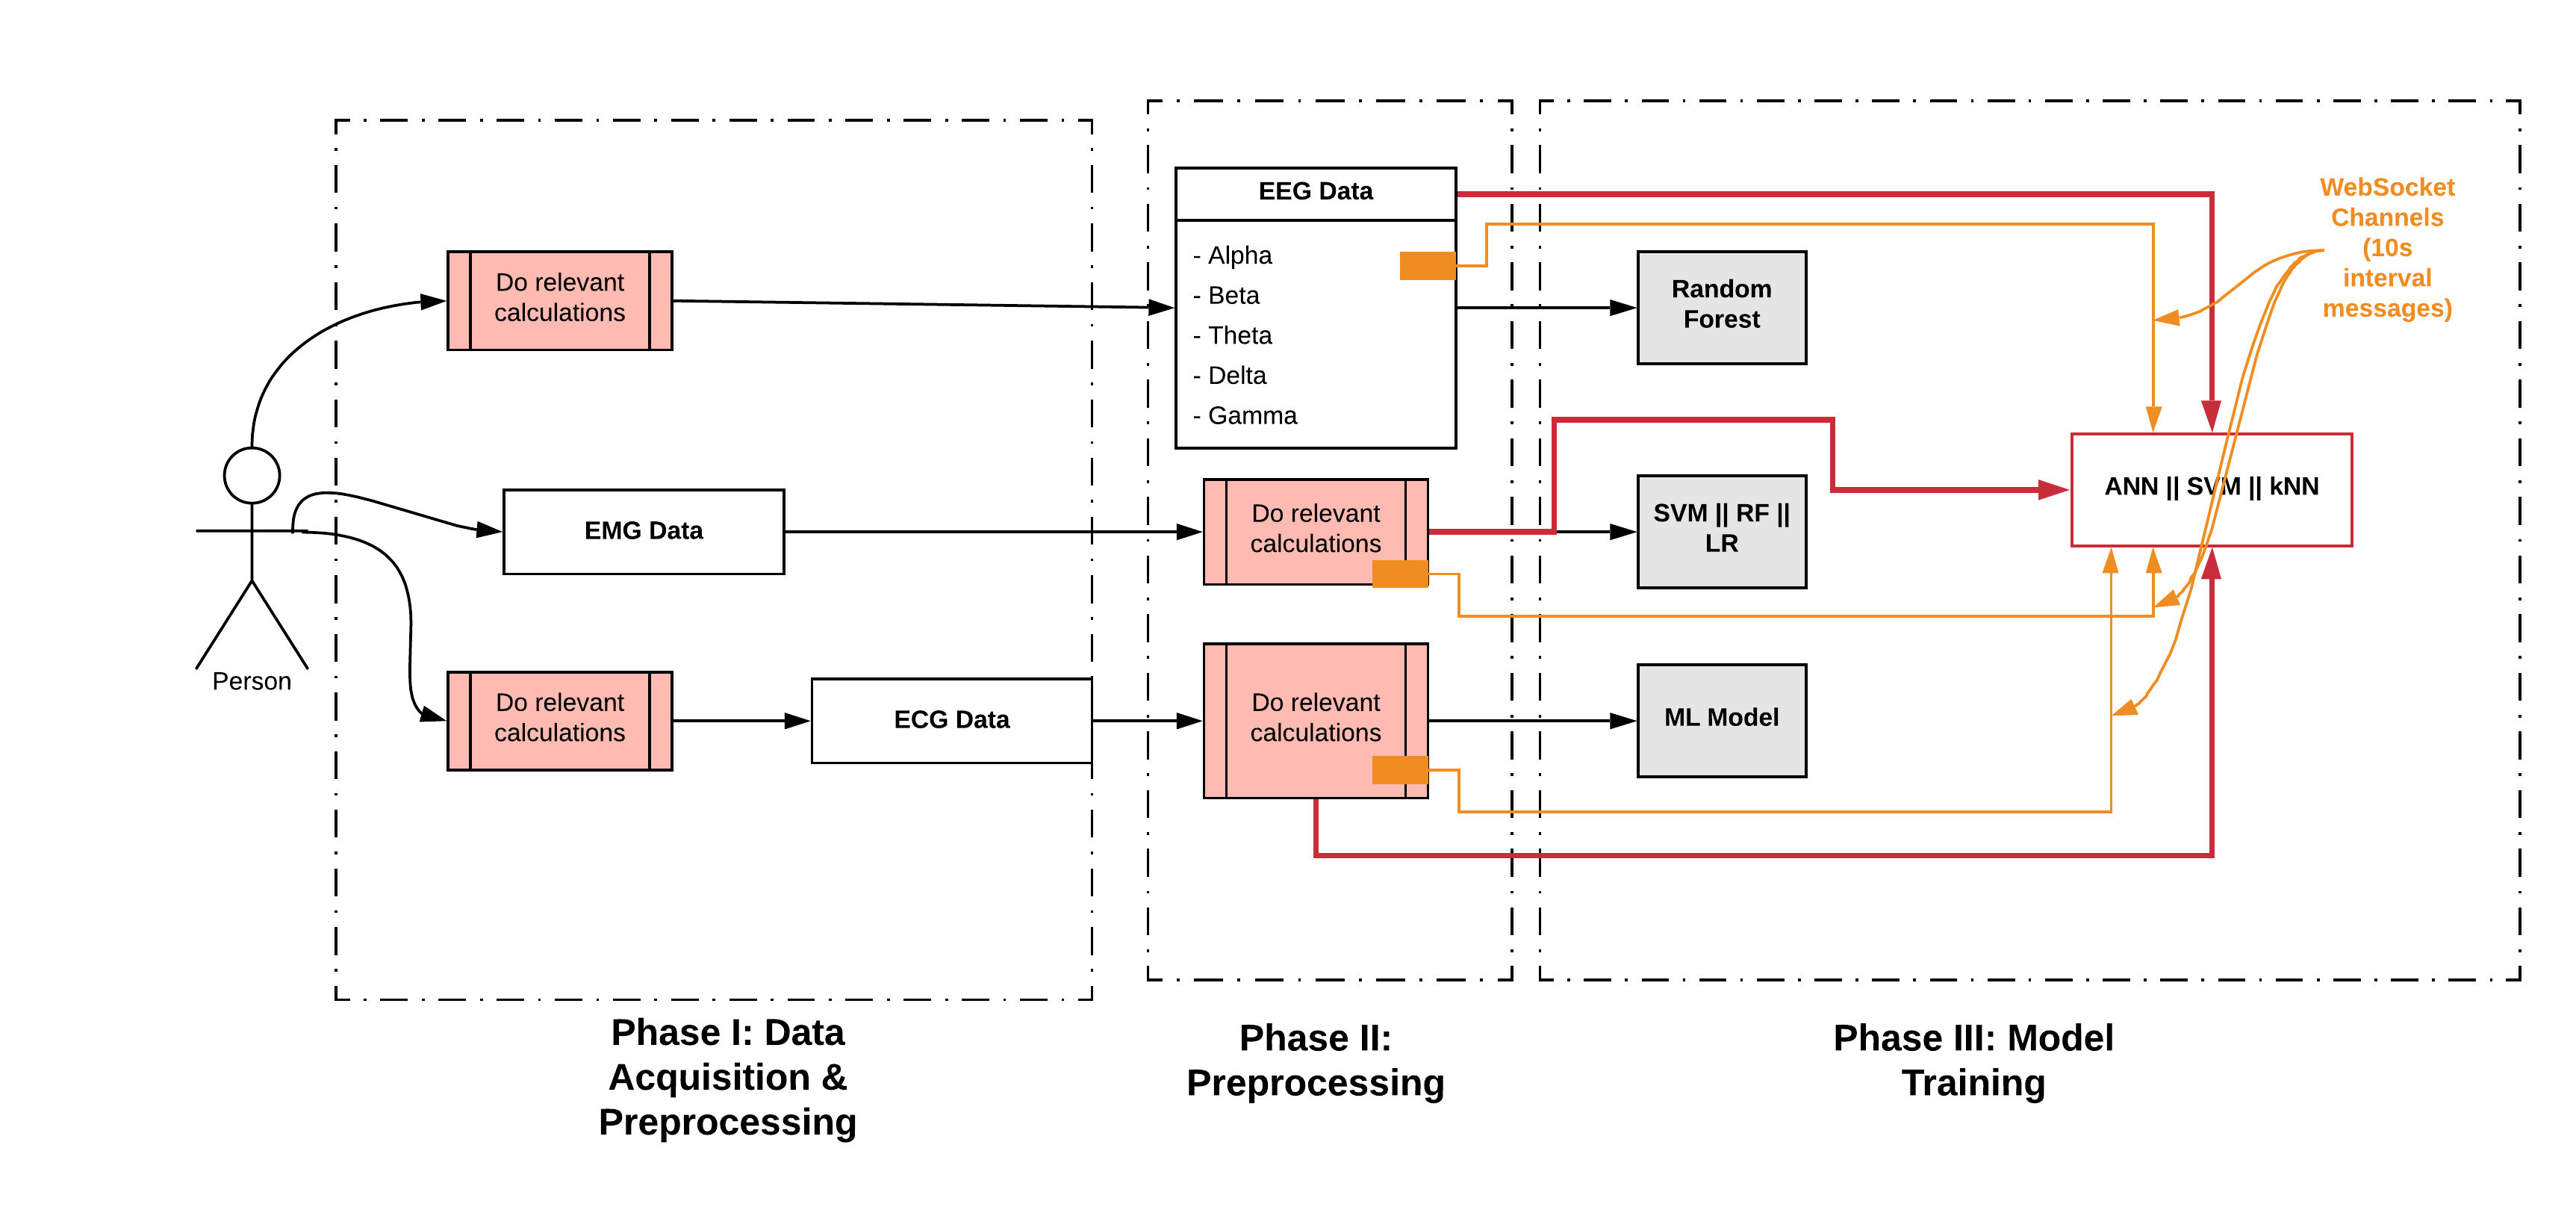 EEG Data
- Alpha
- Beta
- Theta
- Delta
- Gamma
WebSocket
Channels
(10s
interval
messages)
Do relevant
calculations
Random
Forest
EMG Data
Do relevant
calculations
SVM || RF ||
LR
ANN || SVM || kNN
Person
Do relevant
calculations
ECG Data
Do relevant
calculations
ML Model
Phase I: Data
Acquisition &
Preprocessing
Phase II:
Preprocessing
Phase III: Model
Training